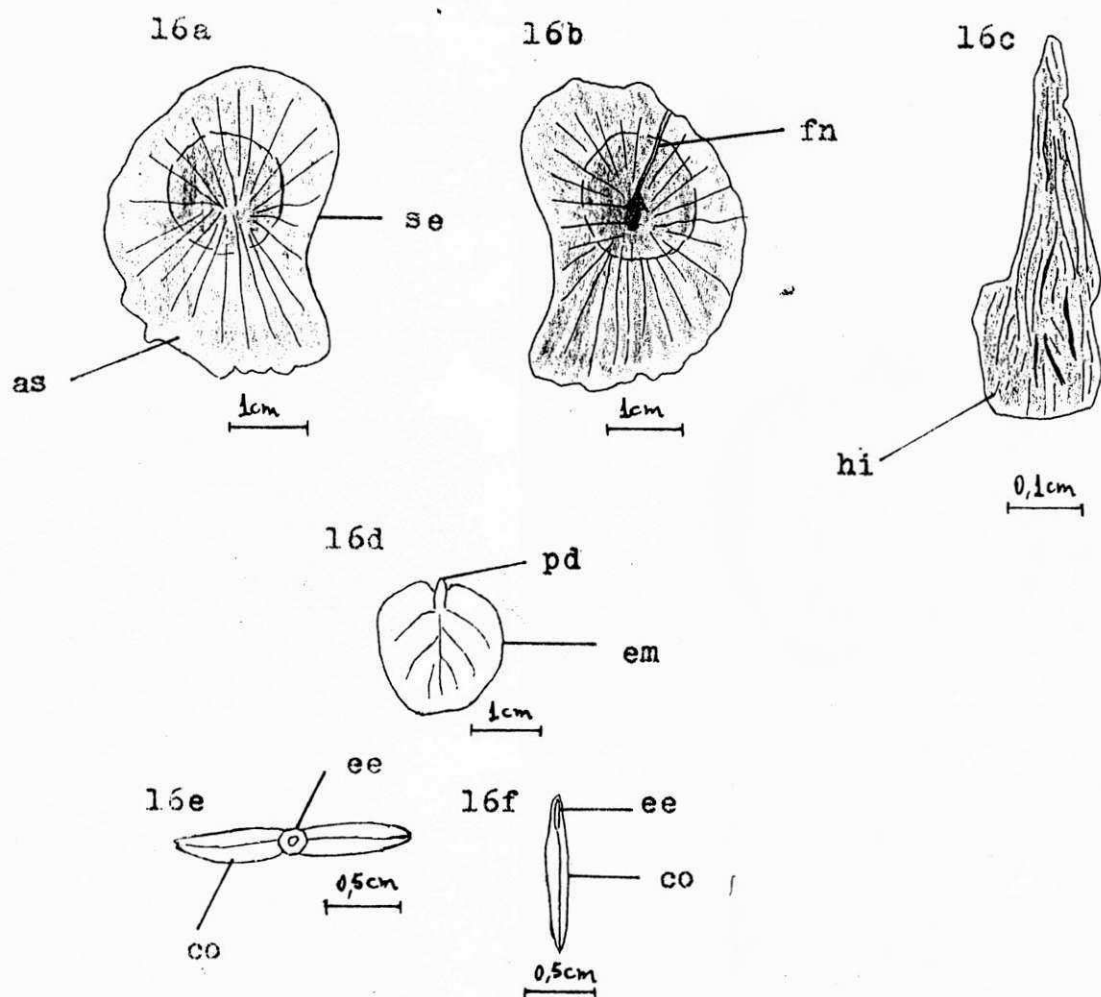 16a
16b
16c
fn
se
as
1cm
1cm
hi
0,1cm
16d
pd
em
1cm
ee
16e
16f
ee
0,5cm
co
co
0,5cm